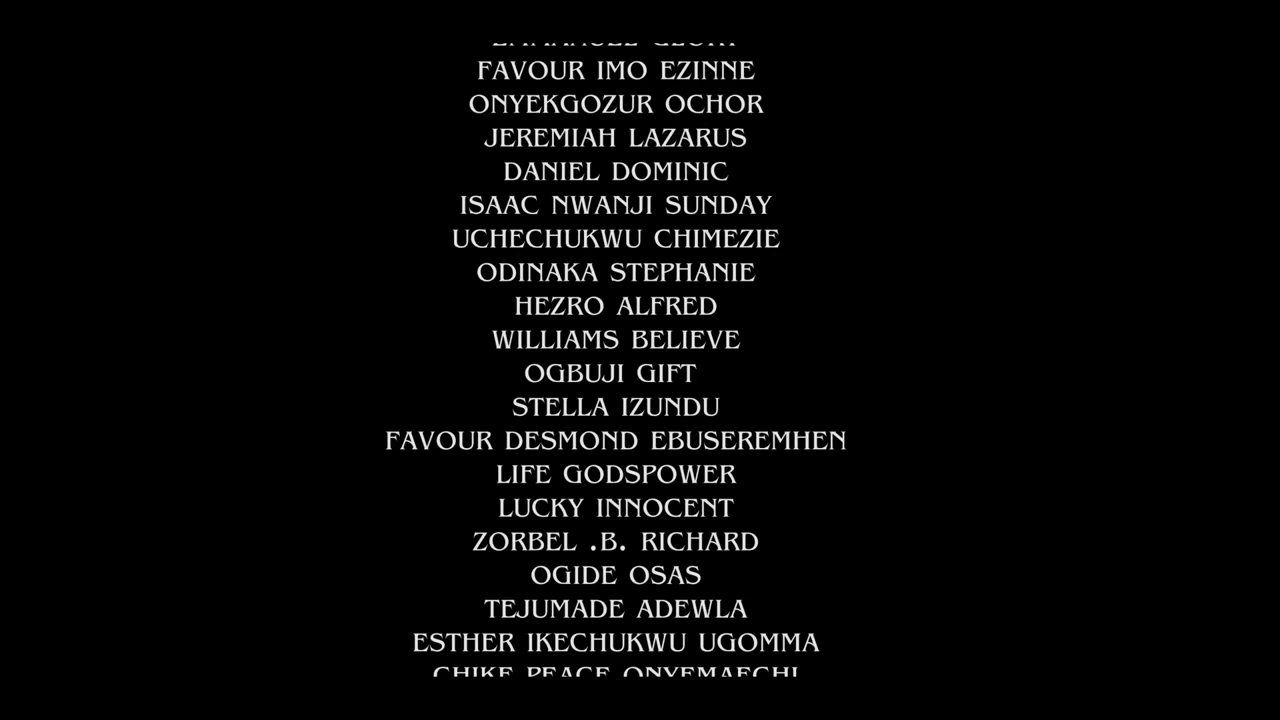 EMMANUEL GLORY
FAVOUR IMO EZINNE
ONYEKGOZUR OCHOR
JEREMIAH LAZARUS
DANIEL DOMINIC
ISAAC NWANJI SUNDAY
UCHECHUKWU CHIMEZIE
ODINAKA STEPHANIE
HEZRO ALFRED
WILLIAMS BELIEVE
OGBUJI GIFT
STELLA IZUNDU
FAVOUR DESMOND EBUSEREMHEN
LIFE GODSPOWER
LUCKY INNOCENT
ZORBEL .B. RICHARD
OGIDE OSAS
TEJUMADE ADEWLA
ESTHER IKECHUKWU UGOMMA
CHIKE PEACE ONYEMAECHI